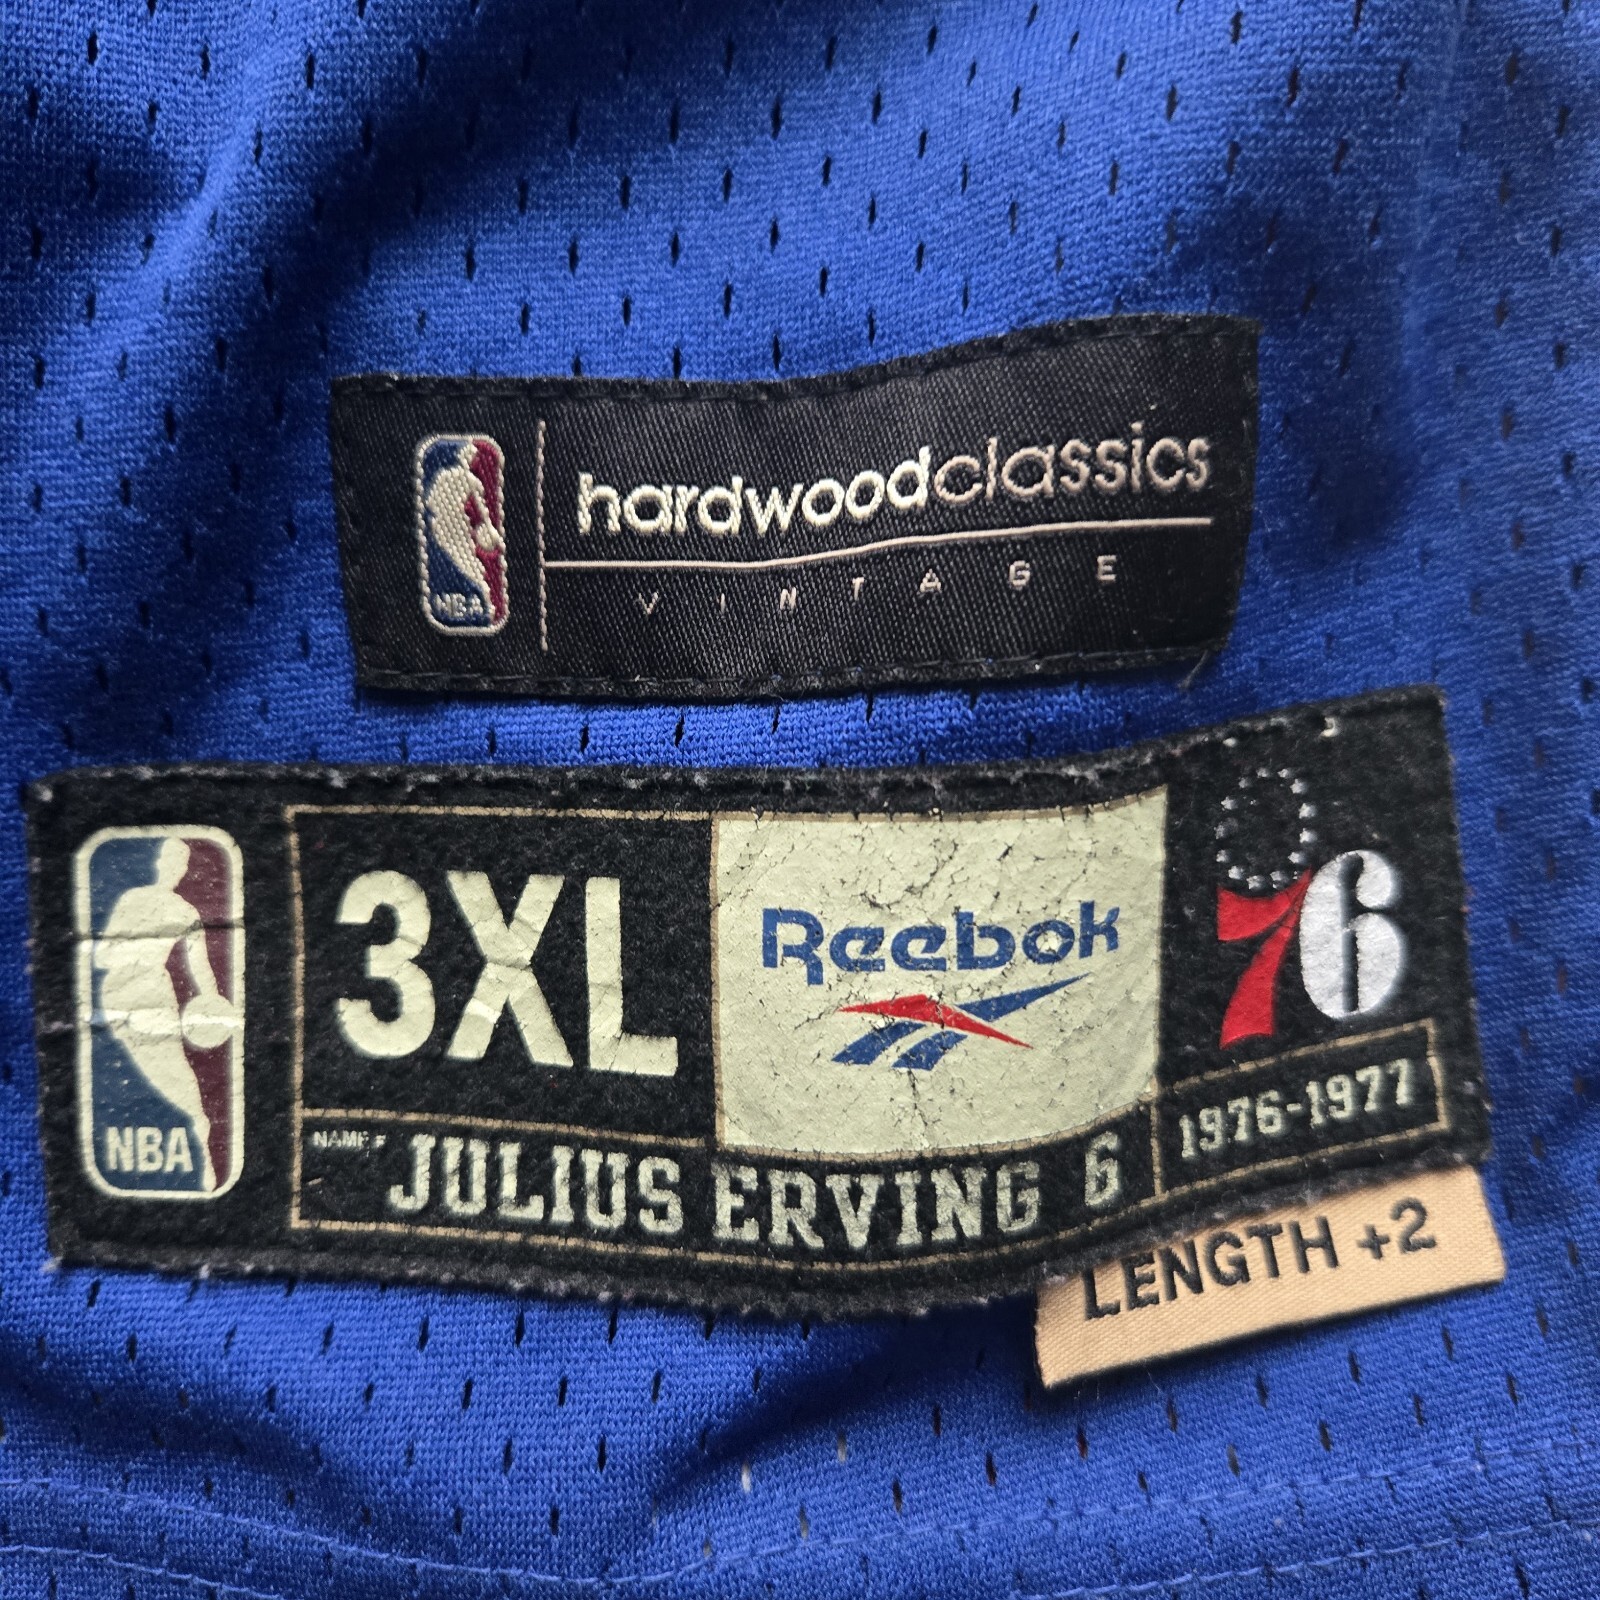 NBA
hardwoodclassics
VINTAGE
NBA
3XL
Reebok
76
1976-1977
NAME # JULIUS ERVING 6
LENGTH +2